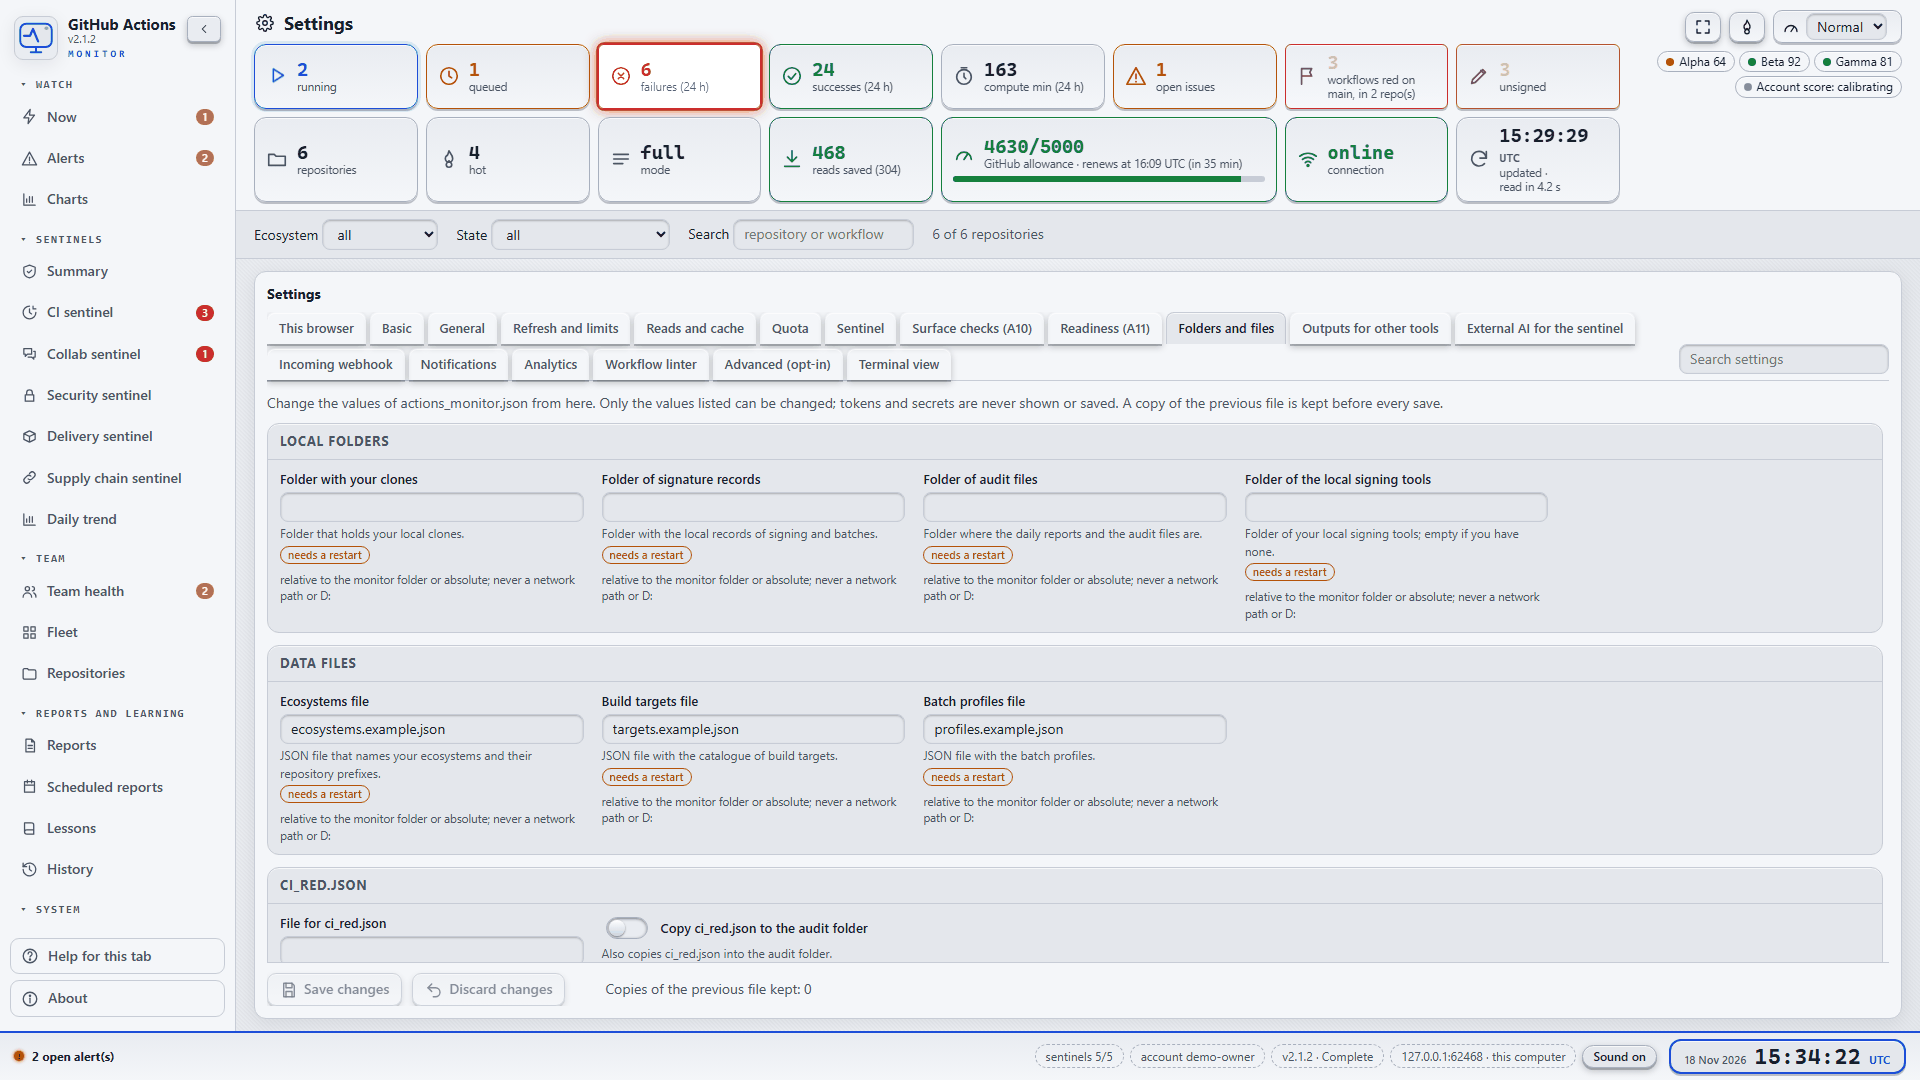 GitHub Actions
v2.1.2
MONITOR
WATCH
Now 1
Alerts 2
Charts
SENTINELS
Summary
CI sentinel 3
Collab sentinel 1
Security sentinel
Delivery sentinel
Supply chain sentinel
Daily trend
TEAM
Team health 2
Fleet
Repositories
REPORTS AND LEARNING
Reports
Scheduled reports
Lessons
History
SYSTEM
Help for this tab
About
Settings
2
running
1
queued
6
failures (24 h)
24
successes (24 h)
163
compute min (24 h)
1
open issues
3
workflows red on
main, in 2 repo(s)
3
unsigned
6
repositories
4
hot
full
mode
468
reads saved (304)
4630/5000
GitHub allowance · renews at 16:09 UTC (in 35 min)
online
connection
15:29:29
UTC
updated ·
read in 4.2 s
Normal
Alpha 64
Beta 92
Gamma 81
Account score: calibrating
Ecosystem all
State all
Search repository or workflow
6 of 6 repositories
Settings
This browser
Basic
General
Refresh and limits
Reads and cache
Quota
Sentinel
Surface checks (A10)
Readiness (A11)
Folders and files
Outputs for other tools
External AI for the sentinel
Incoming webhook
Notifications
Analytics
Workflow linter
Advanced (opt-in)
Terminal view
Search settings
Change the values of actions_monitor.json from here. Only the values listed can be changed; tokens and secrets are never shown or saved. A copy of the previous file is kept before every save.
LOCAL FOLDERS
Folder with your clones
Folder that holds your local clones.
needs a restart
relative to the monitor folder or absolute; never a network
path or D:
Folder of signature records
Folder with the local records of signing and batches.
needs a restart
relative to the monitor folder or absolute; never a network
path or D:
Folder of audit files
Folder where the daily reports and the audit files are.
needs a restart
relative to the monitor folder or absolute; never a network
path or D:
Folder of the local signing tools
Folder of your local signing tools; empty if you have
none.
needs a restart
relative to the monitor folder or absolute; never a network
path or D:
DATA FILES
Ecosystems file
ecosystems.example.json
JSON file that names your ecosystems and their
repository prefixes.
needs a restart
relative to the monitor folder or absolute; never a network
path or D:
Build targets file
targets.example.json
JSON file with the catalogue of build targets.
needs a restart
relative to the monitor folder or absolute; never a network
path or D:
Batch profiles file
profiles.example.json
JSON file with the batch profiles.
needs a restart
relative to the monitor folder or absolute; never a network
path or D:
CI_RED.JSON
File for ci_red.json
Copy ci_red.json to the audit folder
Also copies ci_red.json into the audit folder.
Save changes
Discard changes
Copies of the previous file kept: 0
2 open alert(s)
sentinels 5/5
account demo-owner
v2.1.2 · Complete
127.0.0.1:62468 · this computer
Sound on
18 Nov 2026 15:34:22 UTC